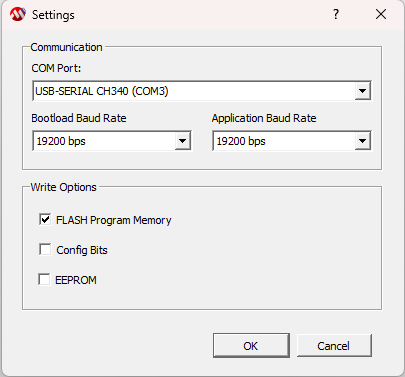 Settings
Communication
COM Port:
USB-SERIAL CH340 (COM3)
Bootload Baud Rate
Application Baud Rate
19200 bps
19200 bps
Write Options
FLASH Program Memory
Config Bits
EEPROM
OK
Cancel